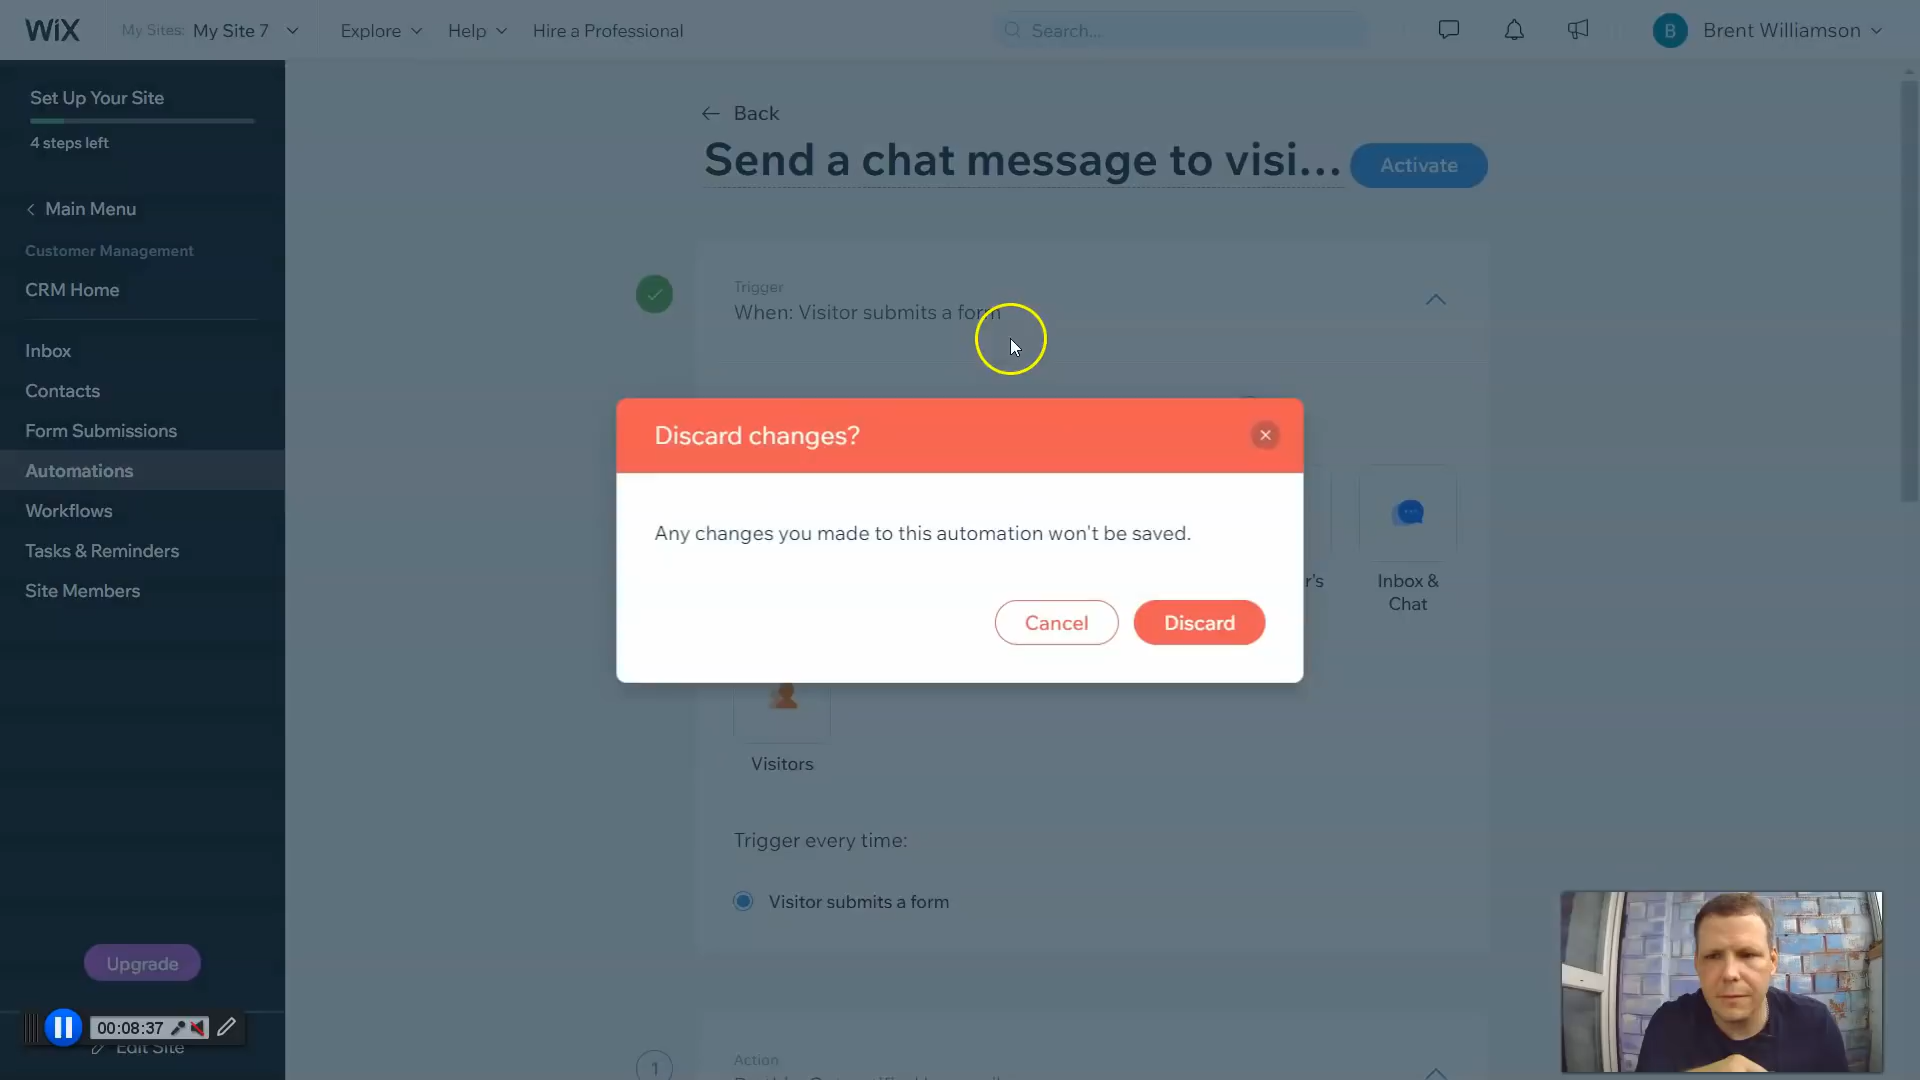 WiX
My Sites: My Site 7
Explore
Help
Hire a Professional
Search...
B
Brent Williamson
Set Up Your Site
4 steps left
Main Menu
Customer Management
CRM Home
Inbox
Contacts
Form Submissions
Automations
Workflows
Tasks & Reminders
Site Members
Upgrade
00:08:37
Edit Site
Back
Send a chat message to visi...
Activate
Trigger
When: Visitor submits a form
Discard changes?
Any changes you made to this automation won't be saved.
Cancel
Discard
r's
Inbox &
Chat
Visitors
Trigger every time:
Visitor submits a form
1
Action